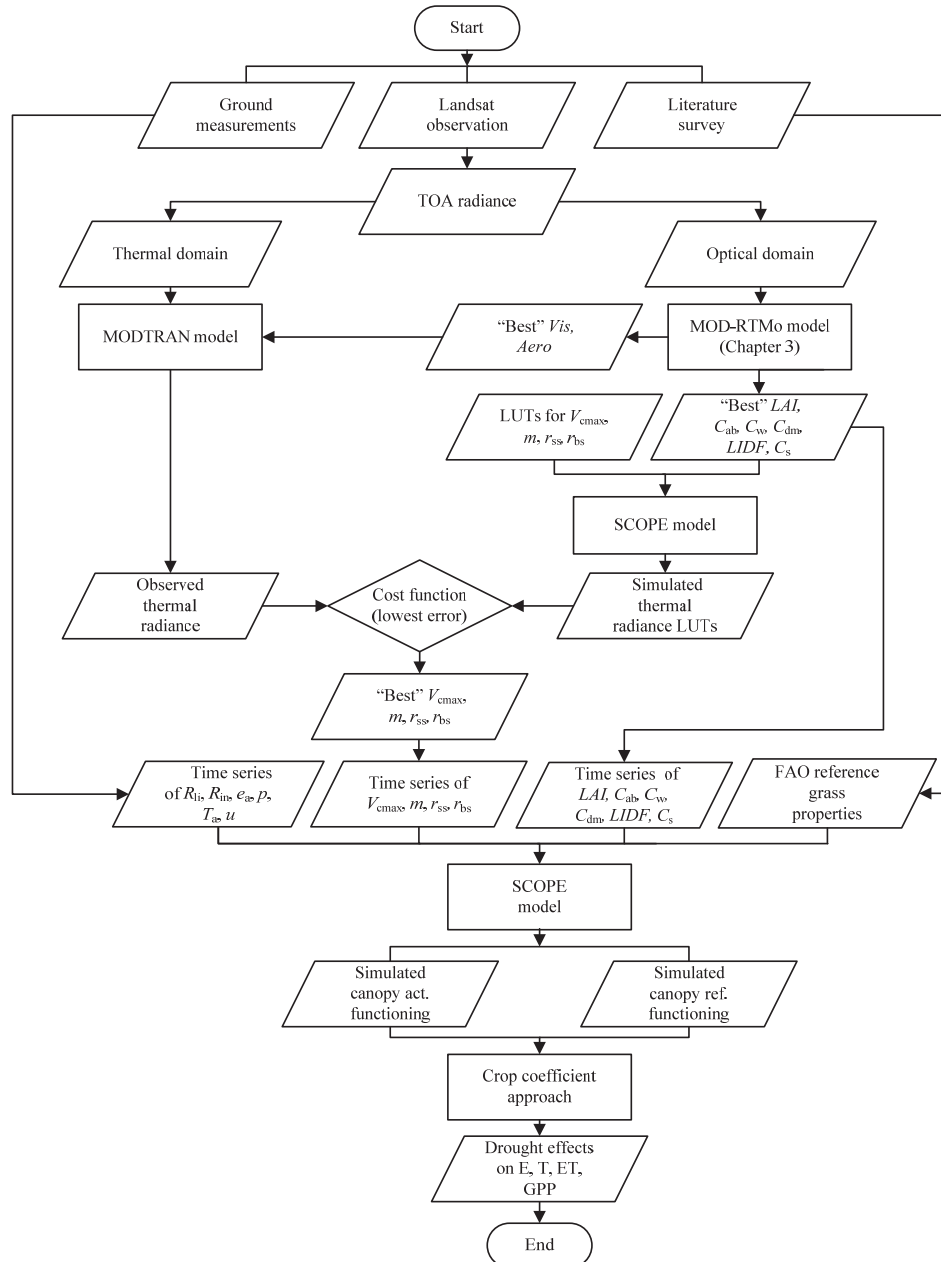 Start
Ground
measurements
Landsat
observation
Literature
survey
TOA radiance
Thermal domain
Optical domain
MODTRAN model
“Best” Vis,
Aero
MOD-RTMo model
(Chapter 3)
LUTs for Vcmax,
m, rss, rbs
“Best” LAI,
Cab, Cw, Cdm,
LIDF, Cs
SCOPE model
Observed
thermal
radiance
Cost function
(lowest error)
Simulated
thermal
radiance LUTs
“Best” Vcmax,
m, rss, rbs
Time series
of Rli, Rin, ea, p,
Ta, u
Time series of
Vcmax, m, rss, rbs
Time series of
LAI, Cab, Cw,
Cdm, LIDF, Cs
FAO reference
grass
properties
SCOPE
model
Simulated
canopy act.
functioning
Simulated
canopy ref.
functioning
Crop coefficient
approach
Drought effects
on E, T, ET,
GPP
End